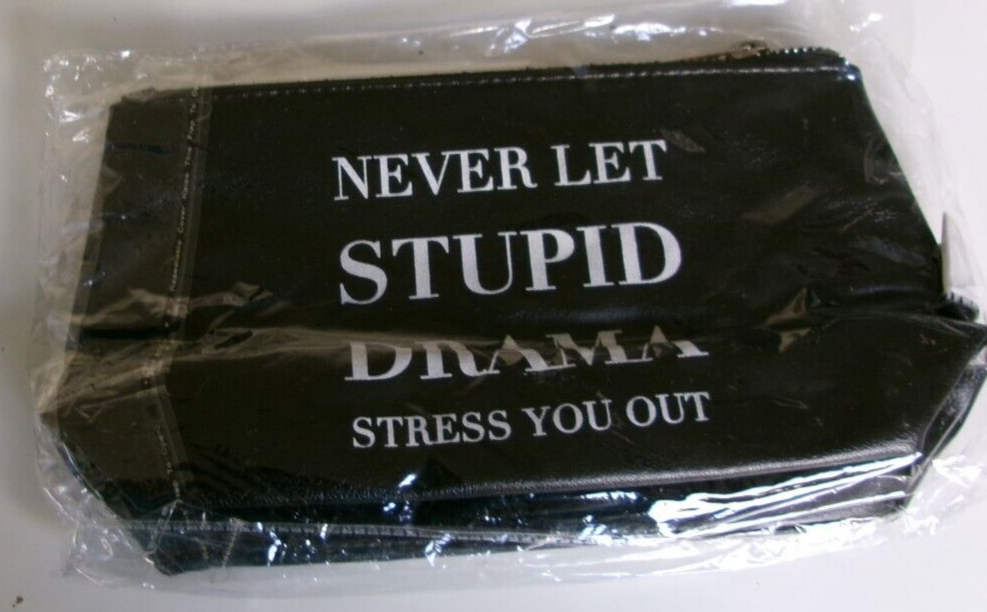 NEVER LET
STUPID
DRAMA
STRESS YOU OUT